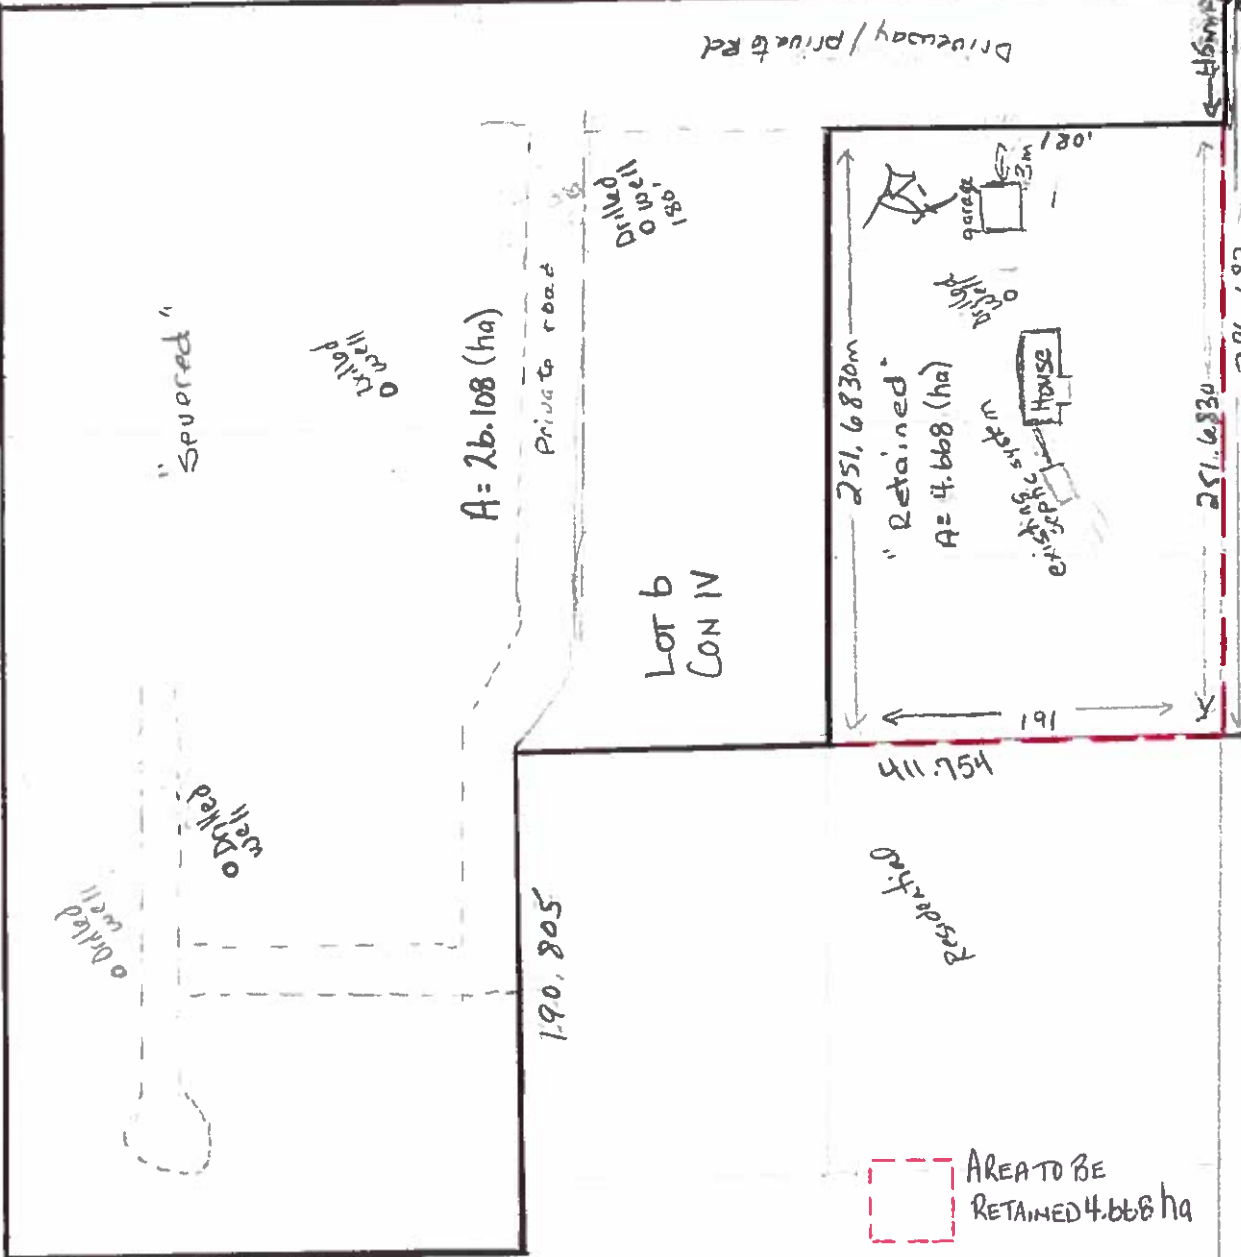 Driveway / private Rd
"Severed"
Drilled
well
A = 26.108 (ha)
Private road
Drilled
well
180'
Lot 6
Con IV
Drilled
well
Drilled
well
190.805
251.6830m
"Retained"
A = 4.668 (ha)
garage
3m
180'
Drilled
well
House
existing septic system
191
251.6830
411.754
Residential
AREA TO BE
RETAINED 4.668 ha